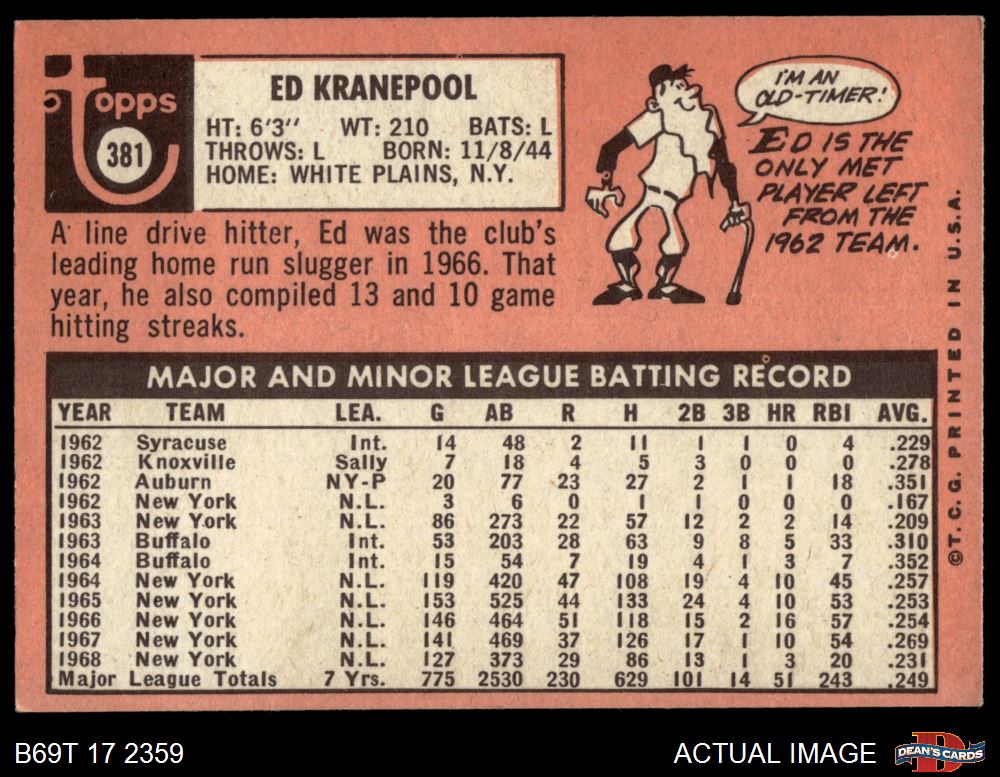 Topps
381
ED KRANEPOOL
HT: 6'3" WT: 210 BATS: L
THROWS: L BORN: 11/8/44
HOME: WHITE PLAINS, N.Y.
A line drive hitter, Ed was the club's
leading home run slugger in 1966. That
year, he also compiled 13 and 10 game
hitting streaks.
I'M AN
OLD-TIMER!
ED IS THE
ONLY MET
PLAYER LEFT
FROM THE
1962 TEAM.
MAJOR AND MINOR LEAGUE BATTING RECORD
YEAR TEAM LEA. G AB R H 2B 3B HR RBI AVG.
1962 Syracuse Int. 14 48 2 11 1 1 0 4 .229
1962 Knoxville Sally 7 18 4 5 3 0 0 0 .278
1962 Auburn NY-P 20 77 23 27 2 1 1 18 .351
1962 New York N.L. 3 6 0 1 1 0 0 0 .167
1963 New York N.L. 86 273 22 57 12 2 2 14 .209
1963 Buffalo Int. 53 203 28 63 9 8 5 33 .310
1964 Buffalo Int. 15 54 7 19 4 1 3 7 .352
1964 New York N.L. 119 420 47 108 19 4 10 45 .257
1965 New York N.L. 153 525 44 133 24 4 10 53 .253
1966 New York N.L. 146 464 51 118 15 2 16 57 .254
1967 New York N.L. 141 469 37 126 17 1 10 54 .269
1968 New York N.L. 127 373 29 86 13 1 3 20 .231
Major League Totals 7 Yrs. 775 2530 230 629 101 14 51 243 .249
©T. C. G. PRINTED IN U.S.A.
B69T 17 2359
ACTUAL IMAGE
DEAN'S CARDS